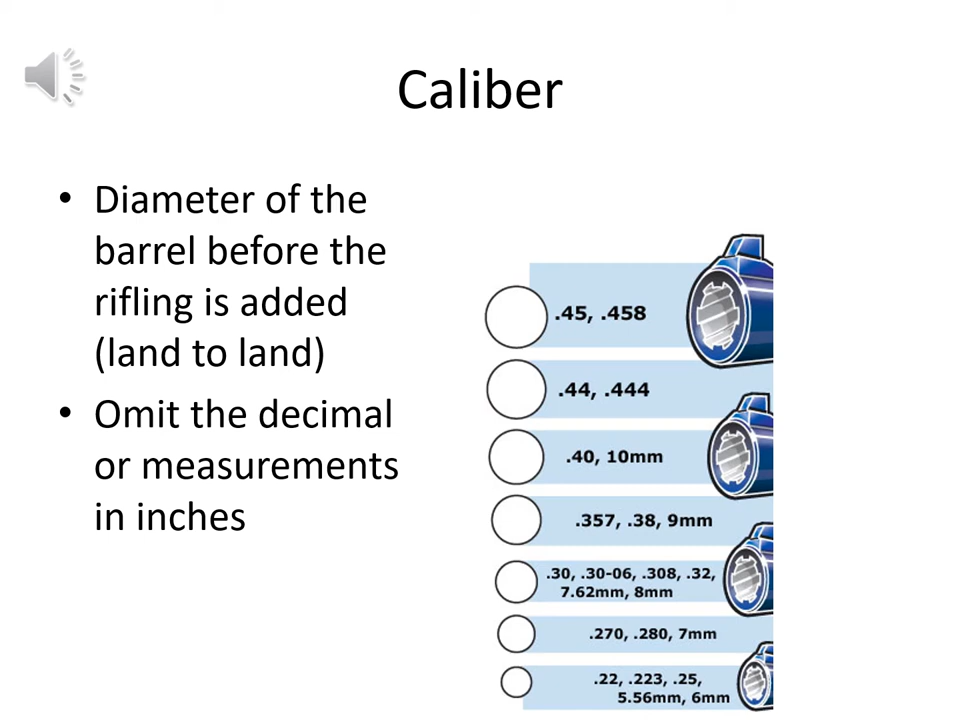 Caliber
• Diameter of the
barrel before the
rifling is added
(land to land)
• Omit the decimal
or measurements
in inches
.45, .458
.44, .444
.40, 10mm
.357, .38, 9mm
.30, .30-06, .308, .32,
7.62mm, 8mm
.270, .280, 7mm
.22, .223, .25,
5.56mm, 6mm